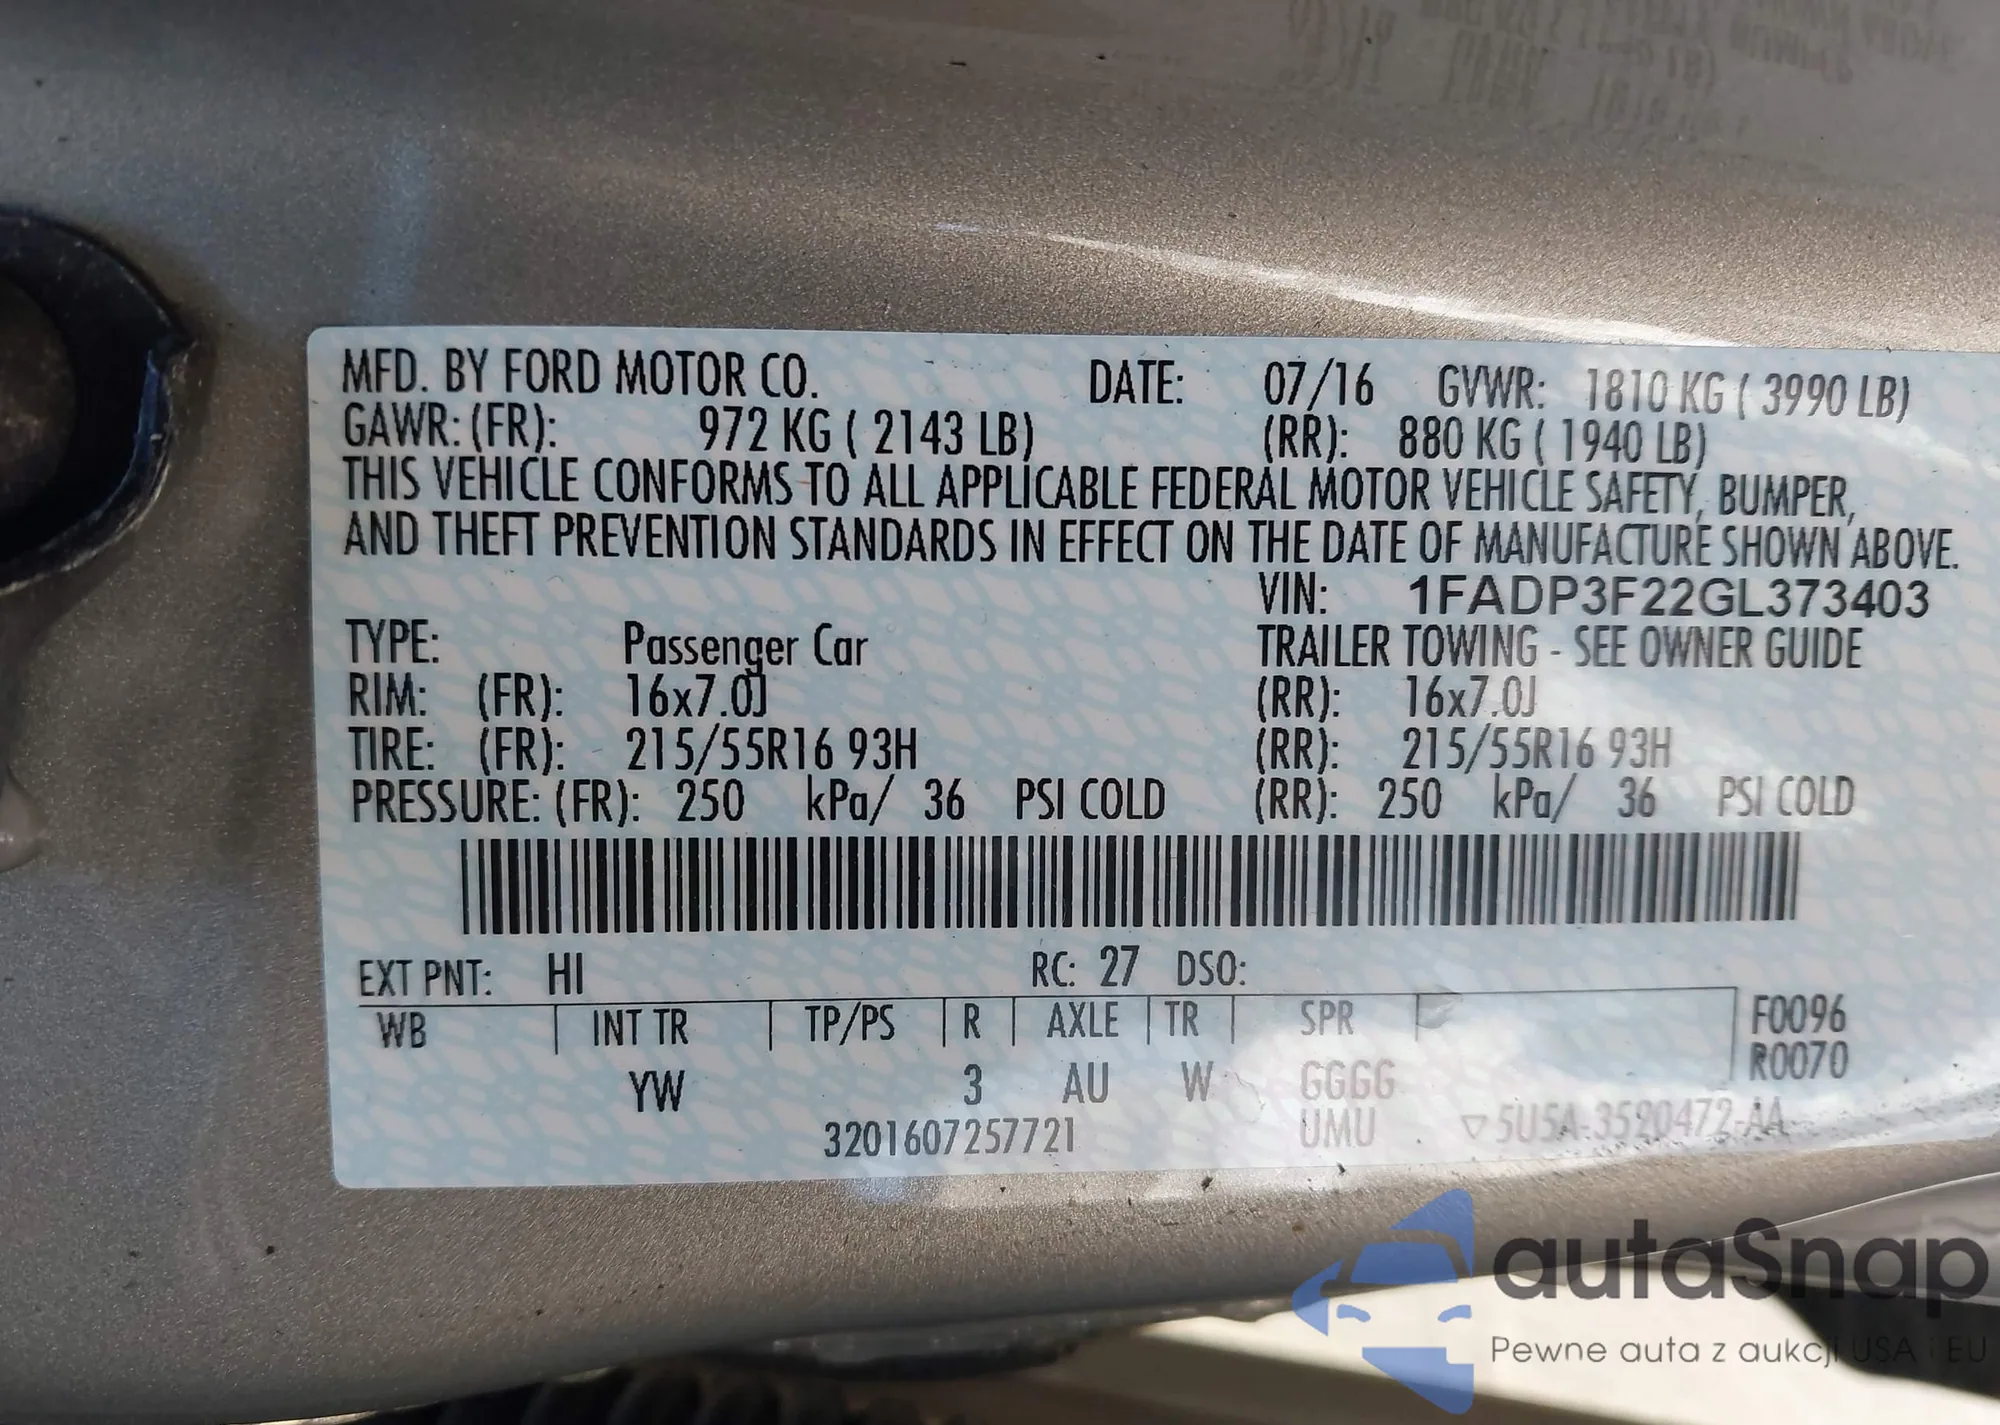 MFD. BY FORD MOTOR CO. DATE: 07/16 GVWR: 1810 KG ( 3990 LB)
GAWR: (FR): 972 KG ( 2143 LB) (RR): 880 KG ( 1940 LB)
THIS VEHICLE CONFORMS TO ALL APPLICABLE FEDERAL MOTOR VEHICLE SAFETY, BUMPER,
AND THEFT PREVENTION STANDARDS IN EFFECT ON THE DATE OF MANUFACTURE SHOWN ABOVE.
VIN: 1FADP3F22GL373403
TYPE: Passenger Car TRAILER TOWING - SEE OWNER GUIDE
RIM: (FR): 16x7.0J (RR): 16x7.0J
TIRE: (FR): 215/55R16 93H (RR): 215/55R16 93H
PRESSURE: (FR): 250 kPa/ 36 PSI COLD (RR): 250 kPa/ 36 PSI COLD
EXT PNT: HI RC: 27 DSO:
WB INT TR TP/PS R AXLE TR SPR F0096
R0070
YW 3 AU W GGGG
3201607257721 UMU . ▽5U5A-3520472-AA
autaSnap
Pewne auta z aukcji USA i EU